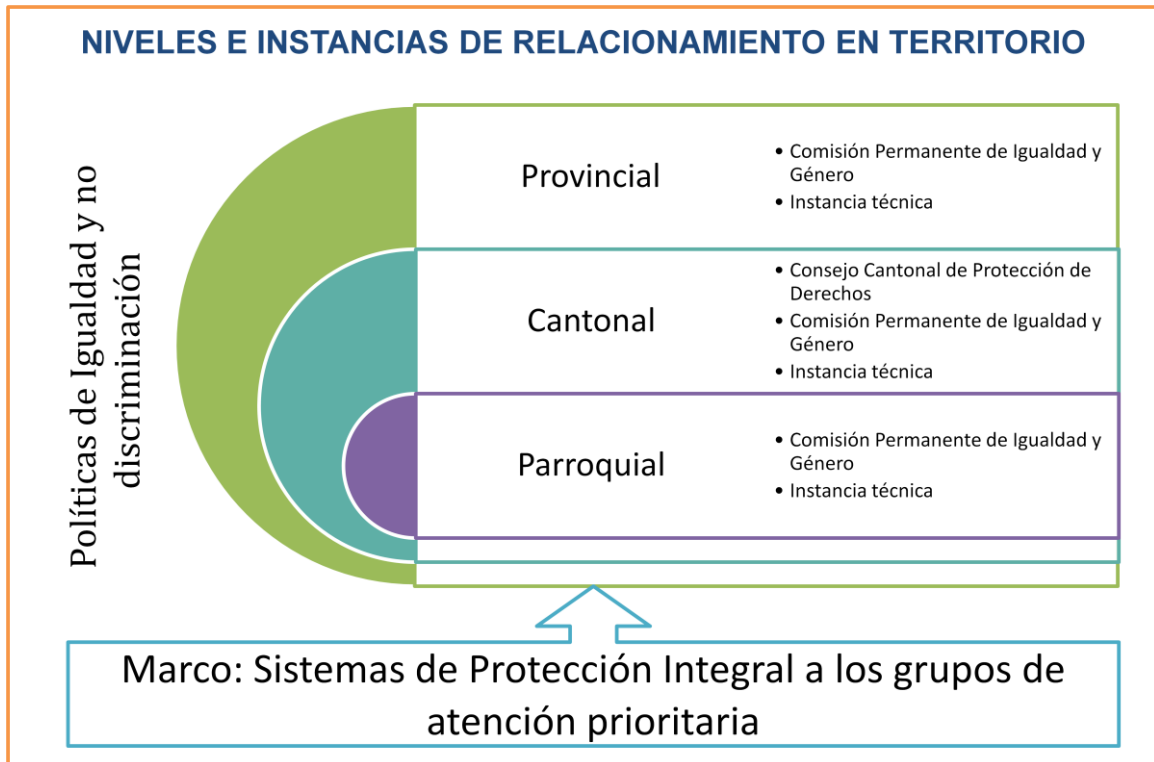 NIVELES E INSTANCIAS DE RELACIONAMIENTO EN TERRITORIO
Políticas de Igualdad y no
discriminación
Provincial
• Comisión Permanente de Igualdad y
Género
• Instancia técnica
Cantonal
• Consejo Cantonal de Protección de
Derechos
• Comisión Permanente de Igualdad y
Género
• Instancia técnica
Parroquial
• Comisión Permanente de Igualdad y
Género
• Instancia técnica
Marco: Sistemas de Protección Integral a los grupos de
atención prioritaria